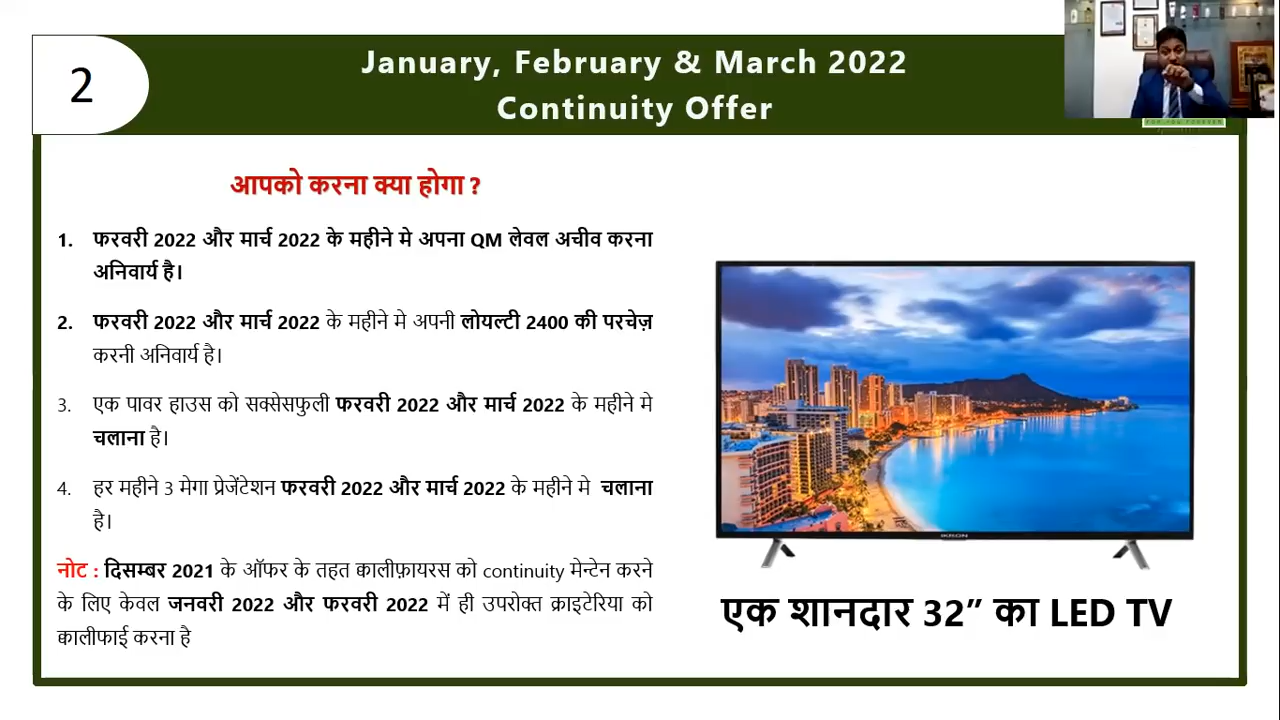 2
January, February & March 2022
Continuity Offer
आपको करना क्या होगा ?
1. फरवरी 2022 और मार्च 2022 के महीने मे अपना QM लेवल अचीव करना
अनिवार्य है।
2. फरवरी 2022 और मार्च 2022 के महीने मे अपनी लोयल्टी 2400 की परचेज़
करनी अनिवार्य है।
3. एक पावर हाउस को सक्सेसफुली फरवरी 2022 और मार्च 2022 के महीने मे
चलाना है।
4. हर महीने 3 मेगा प्रेजेंटेशन फरवरी 2022 और मार्च 2022 के महीने मे चलाना
है।
नोट : दिसम्बर 2021 के ऑफर के तहत क़ालीफ़ायरस को continuity मेन्टेन करने
के लिए केवल जनवरी 2022 और फरवरी 2022 में ही उपरोक्त क्राइटेरिया को
क़ालीफाई करना है
एक शानदार 32” का LED TV